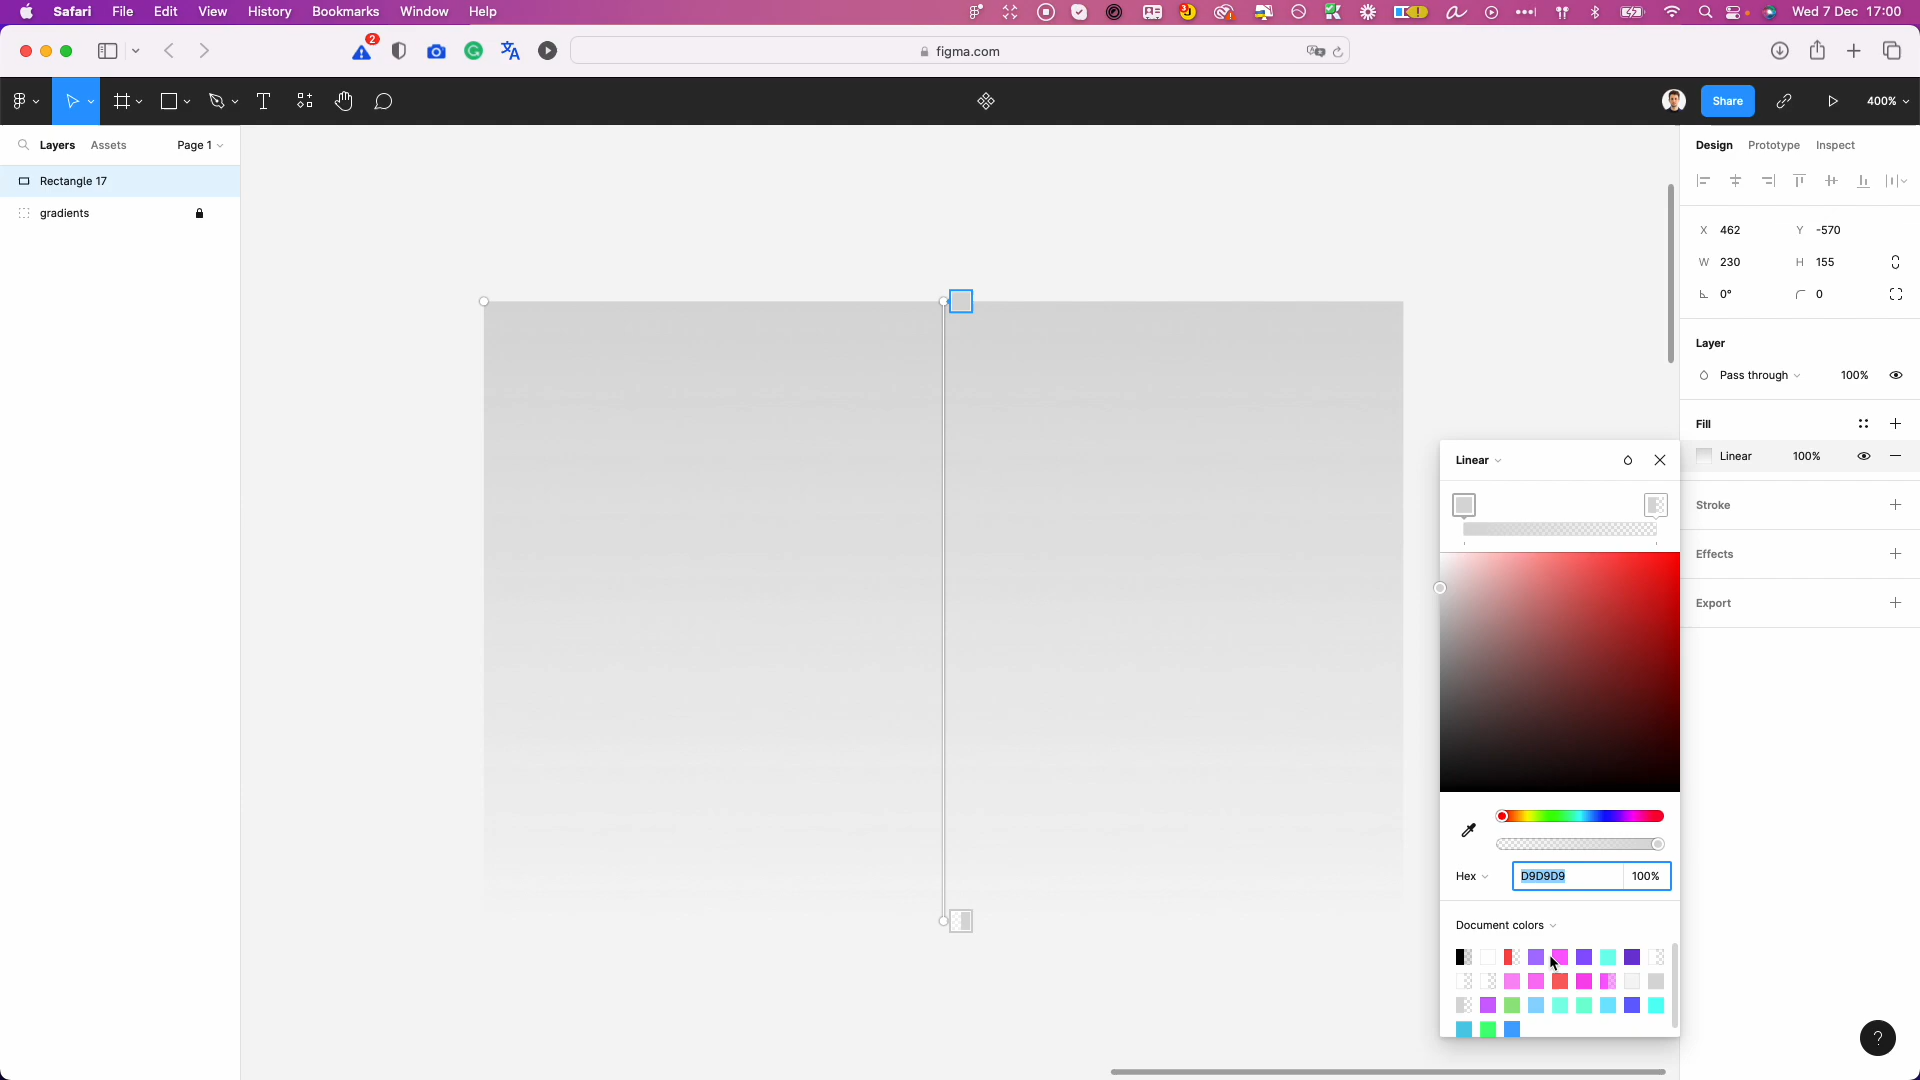 Safari File Edit View History Bookmarks Window Help
Wed 7 Dec 17:00
2
figma.com
Share
400%
Layers Assets Page 1
Rectangle 17
gradients
Design Prototype Inspect
X 462 Y -570
W 230 H 155
0° 0
Layer
Pass through 100%
Fill
Linear 100%
Stroke
Effects
Export
Linear
Hex D9D9D9 100%
Document colors
?